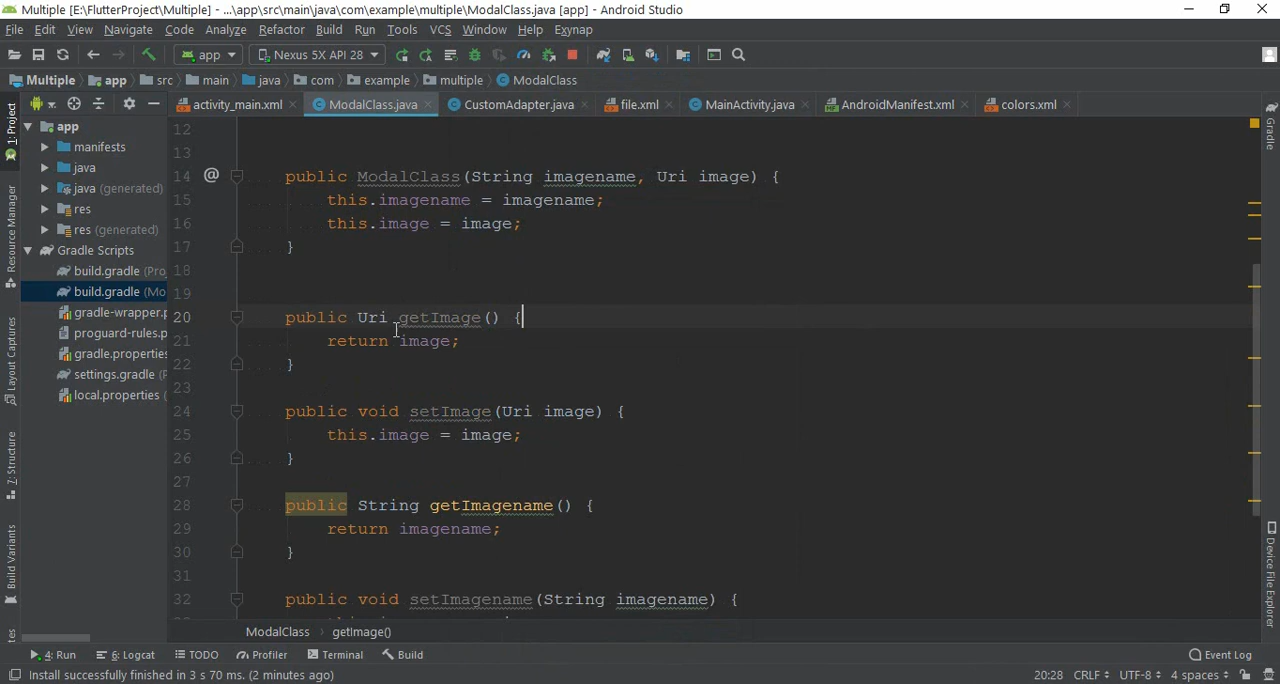 Multiple [E:\FlutterProject\Multiple] - ...\app\src\main\java\com\example\multiple\ModalClass.java [app] - Android Studio
File Edit View Navigate Code Analyze Refactor Build Run Tools VCS Window Help Exynap
app Nexus 5X API 28
Multiple app src main java com example multiple ModalClass
1: Project
Resource Manager
Layout Captures
7: Structure
Build Variants
activity_main.xml ModalClass.java CustomAdapter.java file.xml MainActivity.java AndroidManifest.xml colors.xml
app
manifests
java
java (generated)
res
res (generated)
Gradle Scripts
build.gradle (Pro
build.gradle (Mo
gradle-wrapper.p
proguard-rules.p
gradle.properties
settings.gradle (P
local.properties (
12
13
14 @ public ModalClass(String imagename, Uri image) {
15 this.imagename = imagename;
16 this.image = image;
17 }
18
19
20 public Uri getImage() {
21 return image;
22 }
23
24 public void setImage(Uri image) {
25 this.image = image;
26 }
27
28 public String getImagename() {
29 return imagename;
30 }
31
32 public void setImagename(String imagename) {
ModalClass getImage()
Gradle
Device File Explorer
4: Run 6: Logcat TODO Profiler Terminal Build Event Log
Install successfully finished in 3 s 70 ms. (2 minutes ago) 20:28 CRLF UTF-8 4 spaces